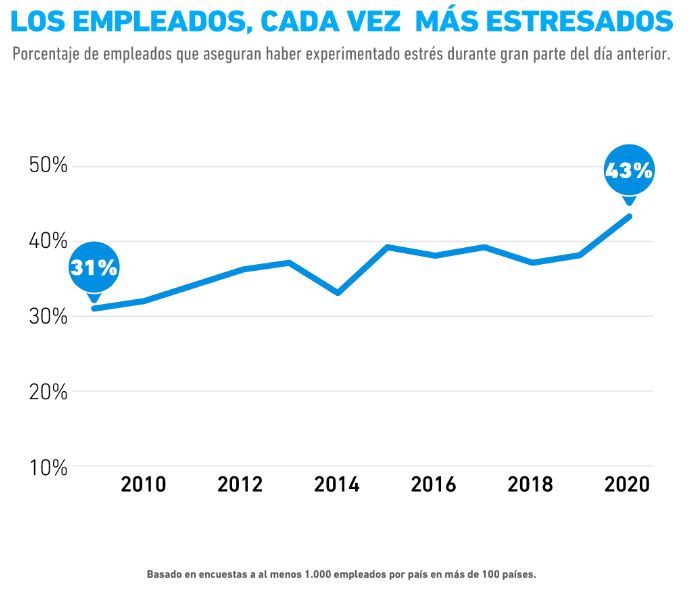 LOS EMPLEADOS, CADA VEZ MÁS ESTRESADOS
Porcentaje de empleados que aseguran haber experimentado estrés durante gran parte del día anterior.
50%
43%
40%
31%
30%
20%
10%
2010 2012 2014 2016 2018 2020
Basado en encuestas a al menos 1.000 empleados por país en más de 100 países.